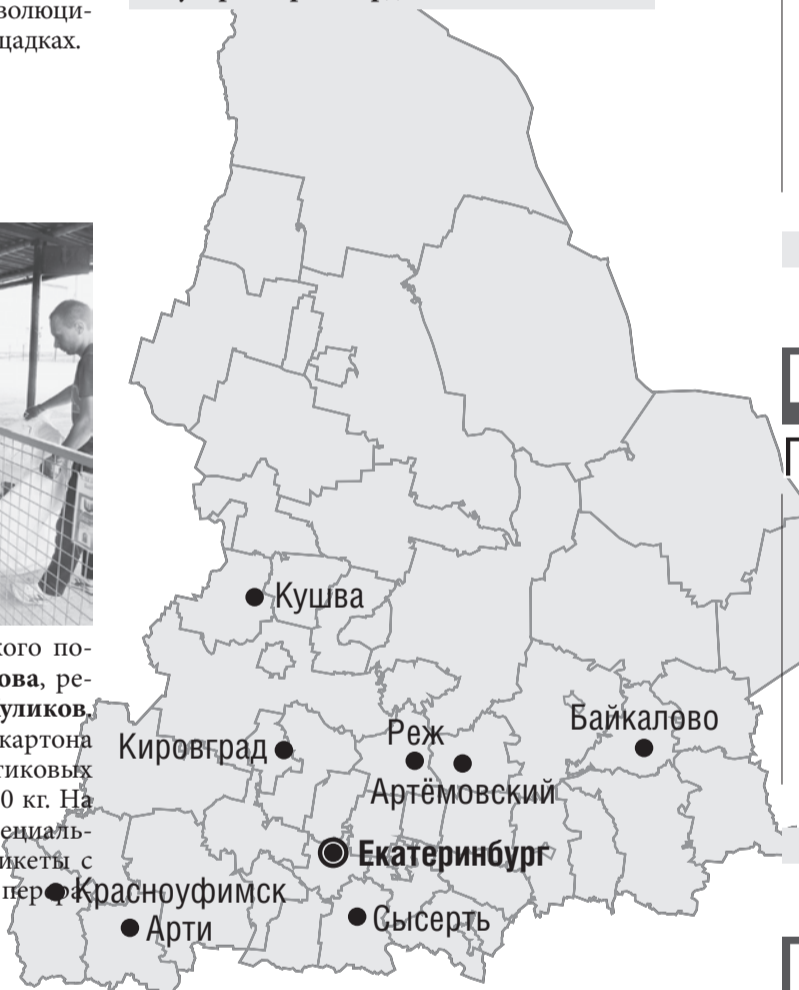 волюци-
щадках.
кого по-
ова, ре-
уликов.
картона
тиковых
0 кг. На
ециаль-
икеты с
Кушва
Реж
Байкалово
Кировград
Артёмовский
Екатеринбург
Красноуфимск
Арти
Сысерть